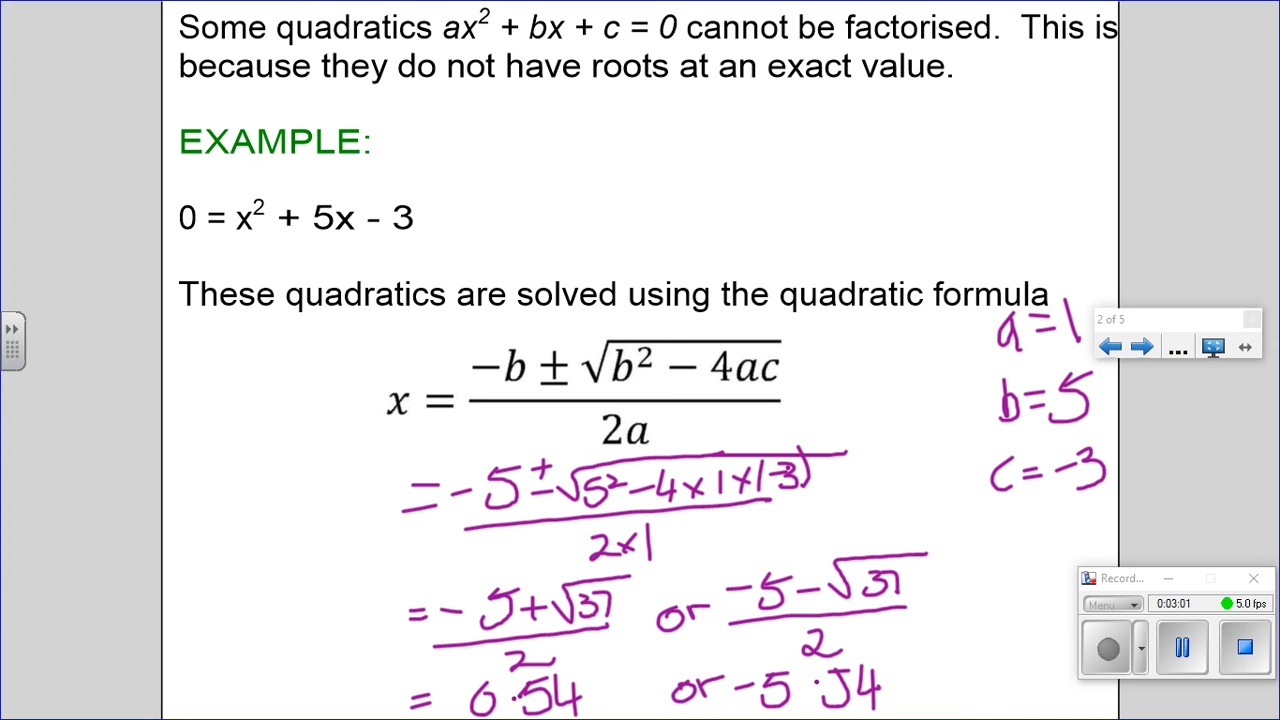 Some quadratics ax² + bx + c = 0 cannot be factorised. This is
because they do not have roots at an exact value.
EXAMPLE:
0 = x² + 5x - 3
These quadratics are solved using the quadratic formula
x = (−b ± √(b² − 4ac)) / 2a
a = 1
b = 5
c = -3
= -5 ± √(5² - 4 × 1 × (-3)) / 2 × 1
= -5 + √37 / 2 or -5 - √37 / 2
= 0.54 or -5.54
2 of 5
...
Record...
Menu
0:03:01
5.0 fps